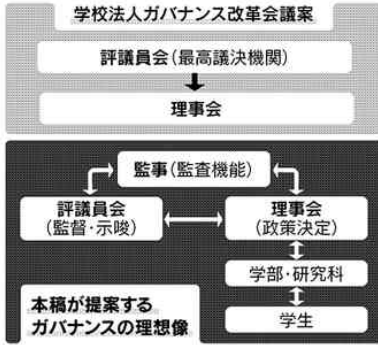 学校法人ガバナンス改革会議案
評議員会(最高議決機関)
理事会
監事(監査機能)
評議員会
(監督・示唆)
理事会
(政策決定)
学部・研究科
学生
本稿が提案する
ガバナンスの理想像